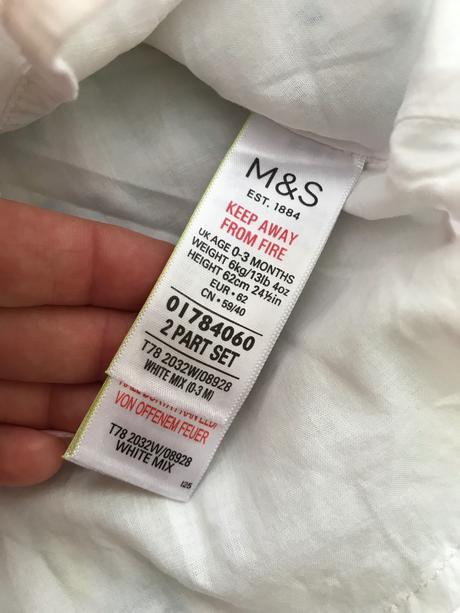 M&S
EST. 1884
KEEP AWAY
FROM FIRE
UK AGE 0-3 MONTHS
WEIGHT 6kg/13lb 4oz
HEIGHT 62cm 24½in
EUR • 62
CN • 59/40
01784060
2 PART SET
T78 2032W/08928
WHITE MIX (0-3 M)
VON OFFENEM FEUER
T78 2032W/08928
WHITE MIX
125